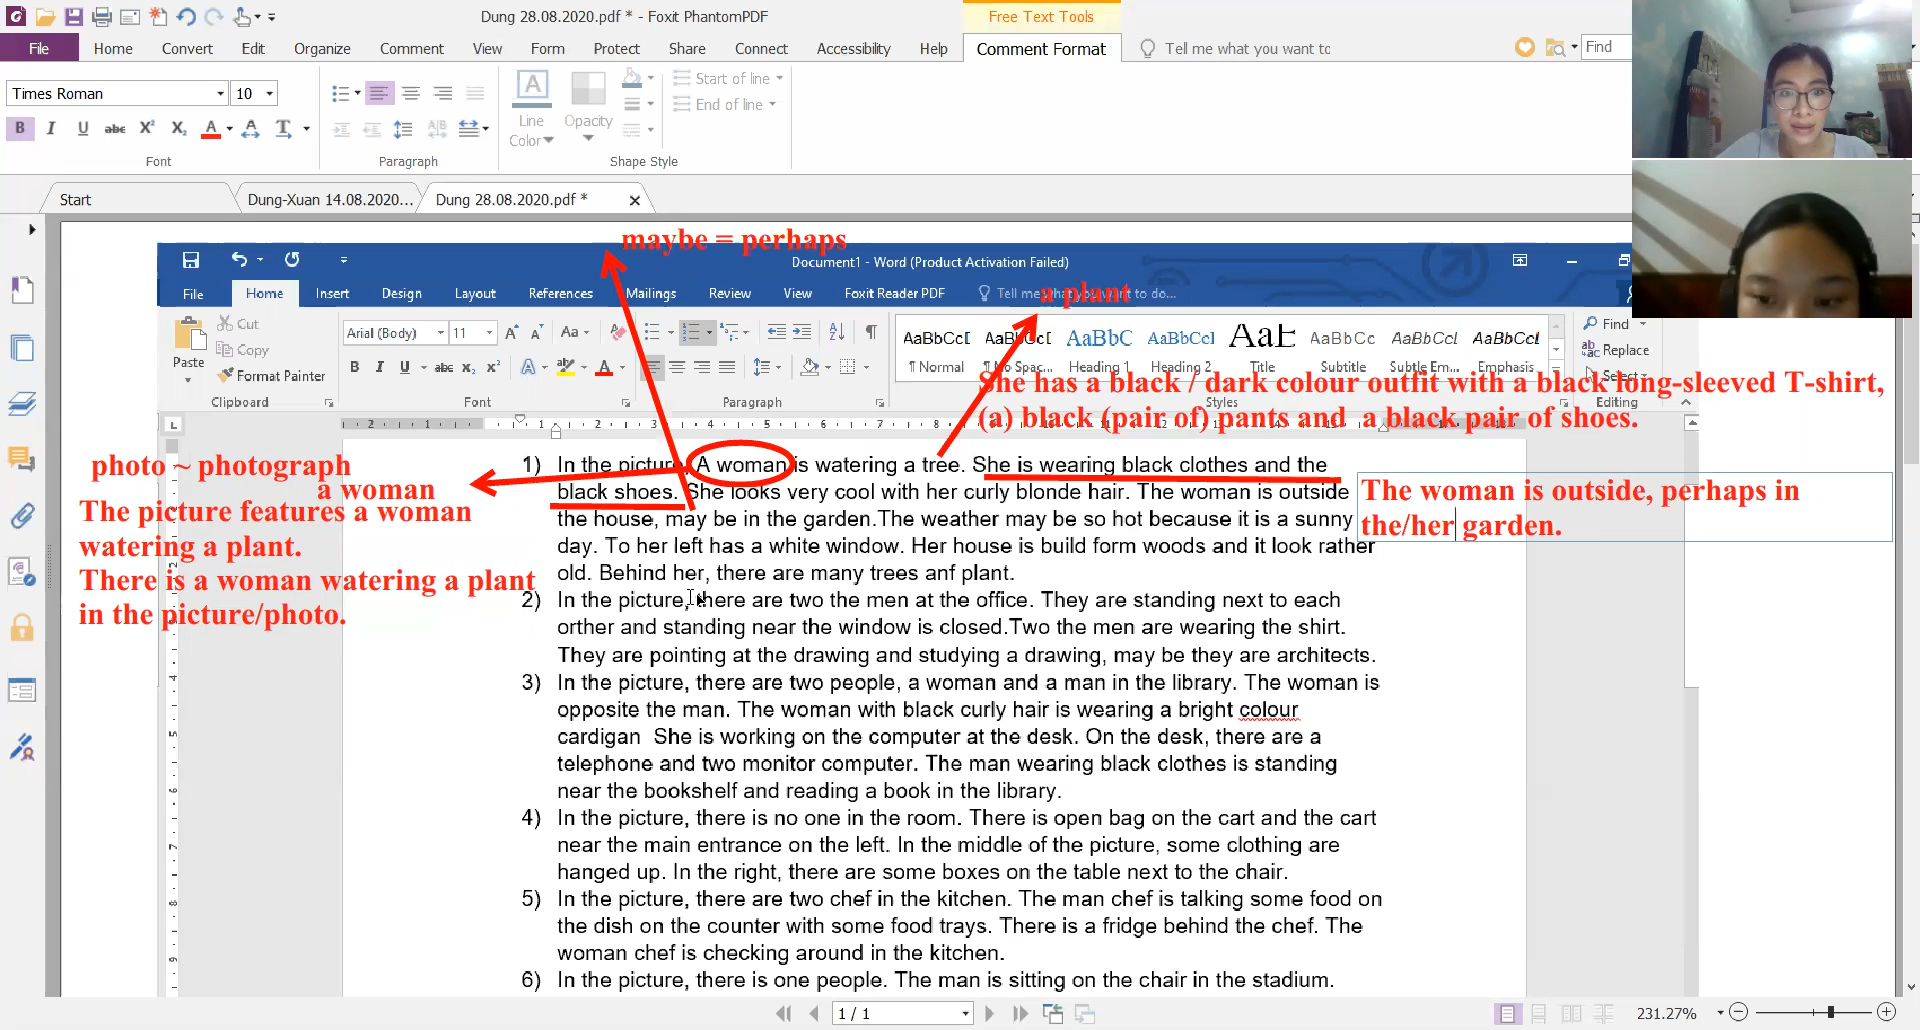 Dung 28.08.2020.pdf * - Foxit PhantomPDF
Free Text Tools
File Home Convert Edit Organize Comment View Form Protect Share Connect Accessibility Help Comment Format Tell me what you want to Find
Times Roman 10
Start of line
End of line
Line Color
Opacity
Font Paragraph Shape Style
Start Dung-Xuan 14.08.2020... Dung 28.08.2020.pdf *
maybe = perhaps
Document1 - Word (Product Activation Failed)
File Home Insert Design Layout References Mailings Review View Foxit Reader PDF Tell me what you want to do...
a plant
Paste
Cut
Copy
Format Painter
Arial (Body) 11
AaBbCcI AaBbCcI AaBbC AaBbCcI AaBbCc AaBbCcI AaBbCcI
¶ Normal ¶ No Spac... Heading 1 Heading 2 Title Subtitle Subtle Em... Emphasis
Find
Replace
Select
Clipboard Font Paragraph Styles Editing
She has a black / dark colour outfit with a black long-sleeved T-shirt,
(a) black (pair of) pants and a black pair of shoes.
photo ~ photograph
a woman
The picture features a woman
watering a plant.
There is a woman watering a plant
in the picture/photo.
1) In the picture, A woman is watering a tree. She is wearing black clothes and the
black shoes. She looks very cool with her curly blonde hair. The woman is outside
the house, may be in the garden.The weather may be so hot because it is a sunny
day. To her left has a white window. Her house is build form woods and it look rather
old. Behind her, there are many trees anf plant.
The woman is outside, perhaps in
the/her garden.
2) In the picture, there are two the men at the office. They are standing next to each
orther and standing near the window is closed.Two the men are wearing the shirt.
They are pointing at the drawing and studying a drawing, may be they are architects.
3) In the picture, there are two people, a woman and a man in the library. The woman is
opposite the man. The woman with black curly hair is wearing a bright colour
cardigan She is working on the computer at the desk. On the desk, there are a
telephone and two monitor computer. The man wearing black clothes is standing
near the bookshelf and reading a book in the library.
4) In the picture, there is no one in the room. There is open bag on the cart and the cart
near the main entrance on the left. In the middle of the picture, some clothing are
hanged up. In the right, there are some boxes on the table next to the chair.
5) In the picture, there are two chef in the kitchen. The man chef is talking some food on
the dish on the counter with some food trays. There is a fridge behind the chef. The
woman chef is checking around in the kitchen.
6) In the picture, there is one people. The man is sitting on the chair in the stadium.
1 / 1
231.27%